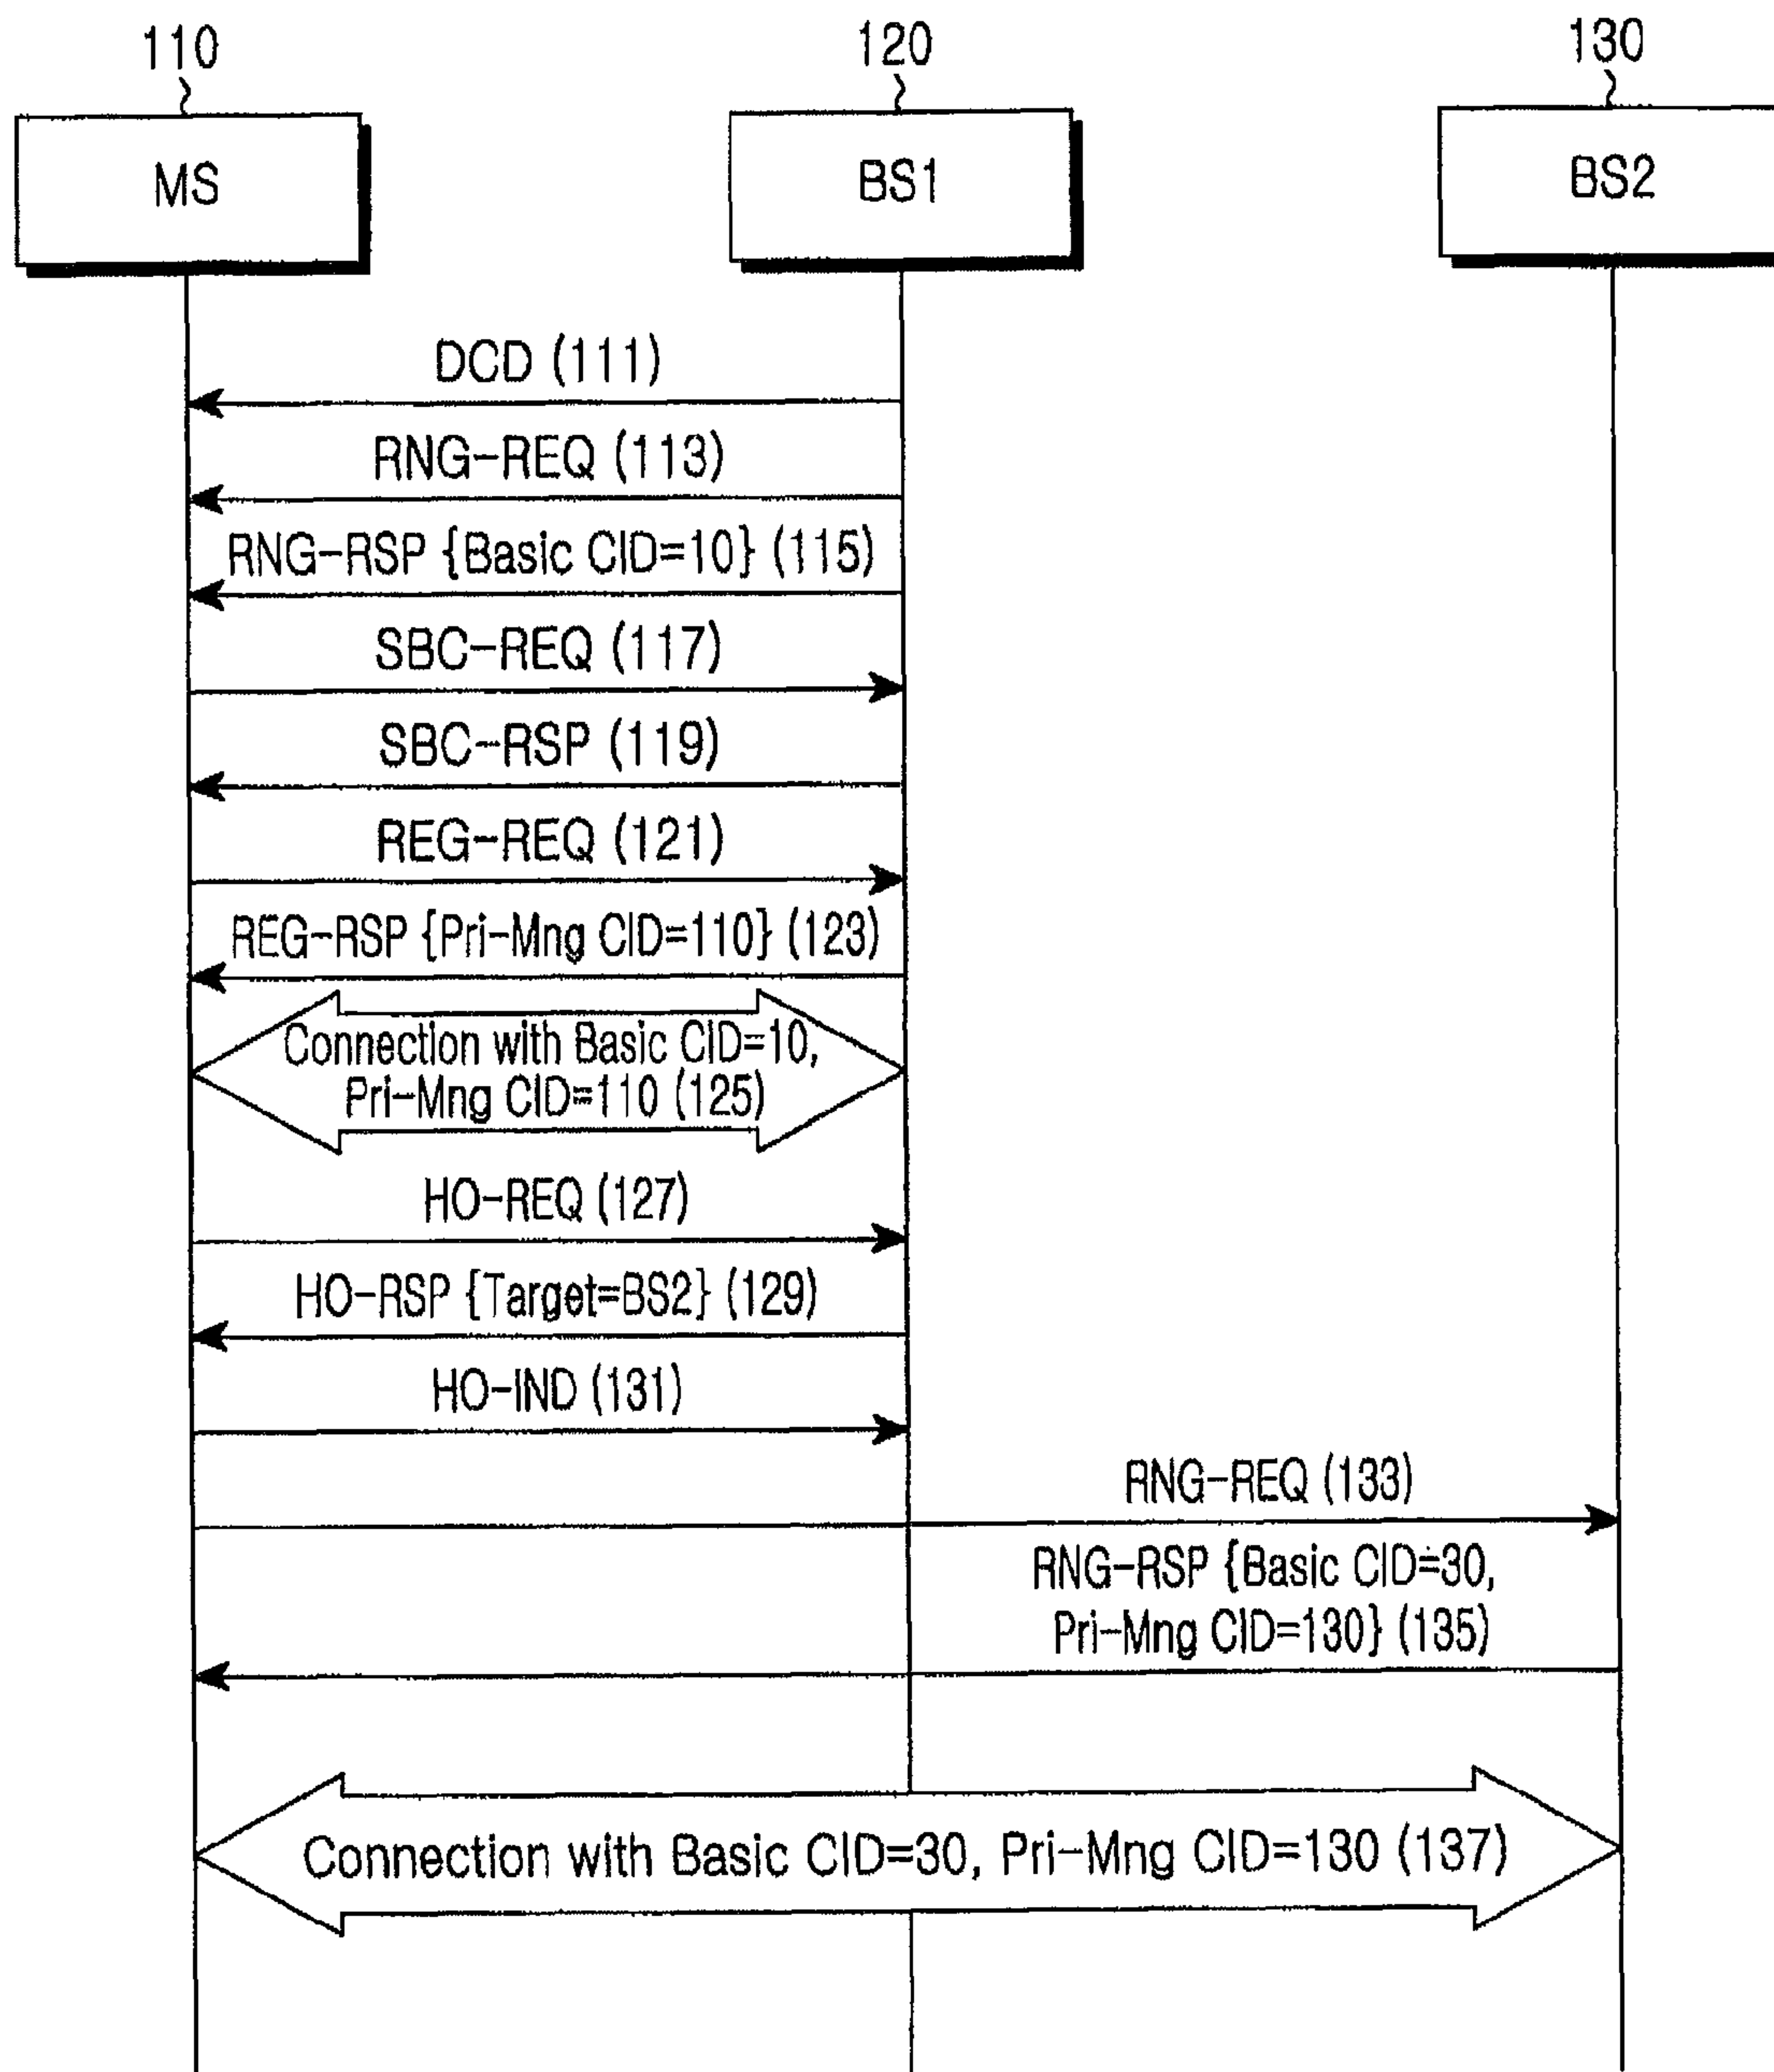 110
120
130
MS
BS1
BS2
DCD (111)
RNG-REQ (113)
RNG-RSP {Basic CID=10} (115)
SBC-REQ (117)
SBC-RSP (119)
REG-REQ (121)
REG-RSP {Pri-Mng CID=110} (123)
Connection with Basic CID=10,
Pri-Mng CID=110 (125)
HO-REQ (127)
HO-RSP {Target=BS2} (129)
HO-IND (131)
RNG-REQ (133)
RNG-RSP {Basic CID=30,
Pri-Mng CID=130} (135)
Connection with Basic CID=30, Pri-Mng CID=130 (137)